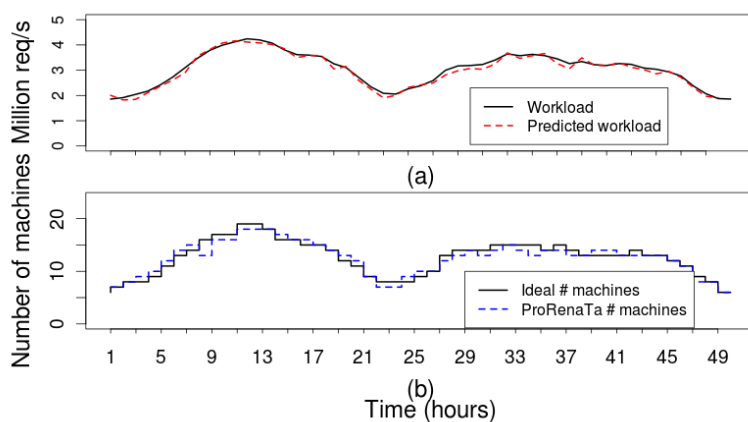 Million req/s
5
4
3
2
1
0
Workload
Predicted workload
(a)
Number of machines
20
10
0
Ideal # machines
ProRenaTa # machines
1 5 9 13 17 21 25 29 33 37 41 45 49
(b)
Time (hours)